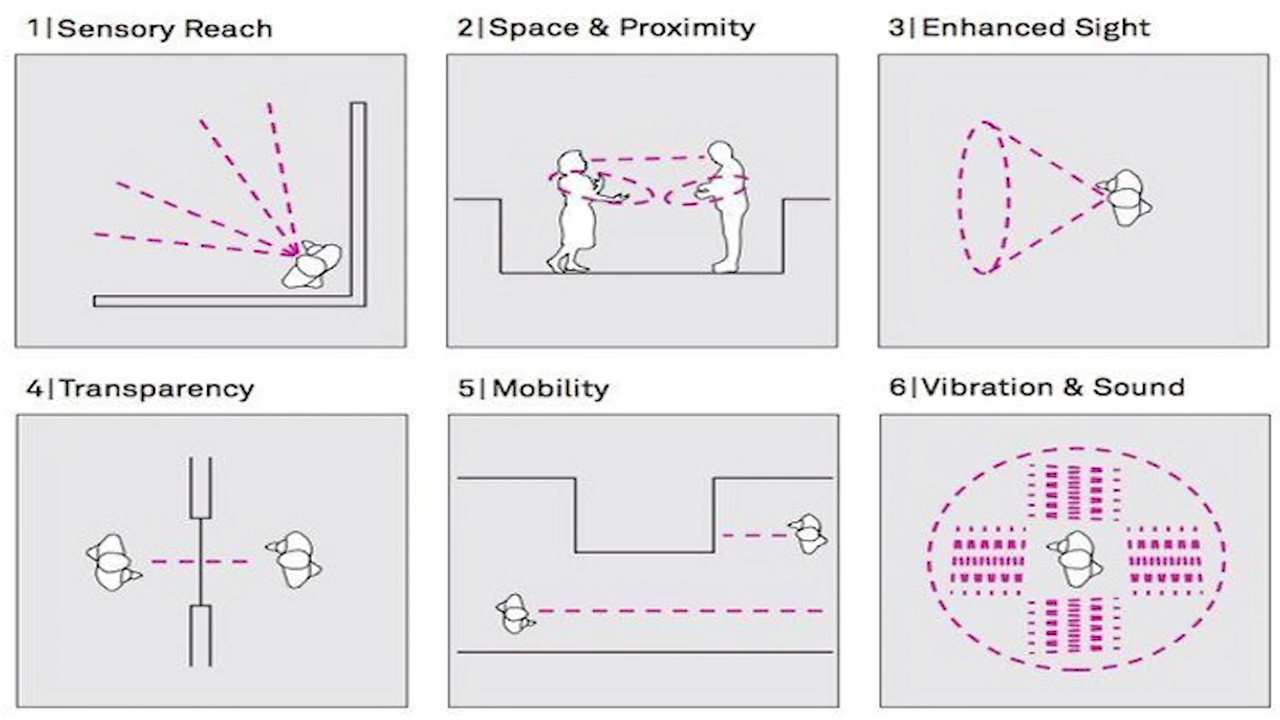 1|Sensory Reach
2|Space & Proximity
3|Enhanced Sight
4|Transparency
5|Mobility
6|Vibration & Sound